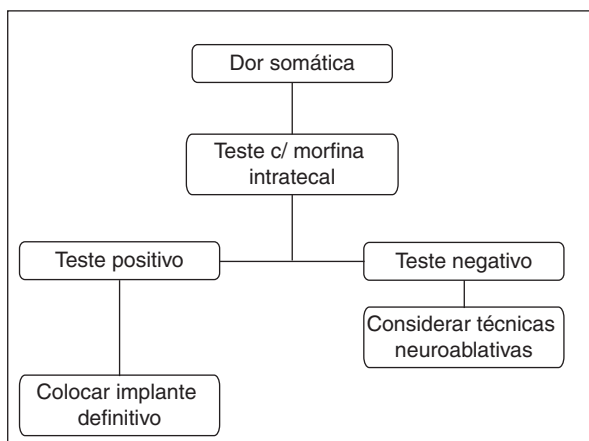 Dor somática
Teste c/ morfina
intratecal
Teste positivo
Teste negativo
Considerar técnicas
neuroablativas
Colocar implante
definitivo